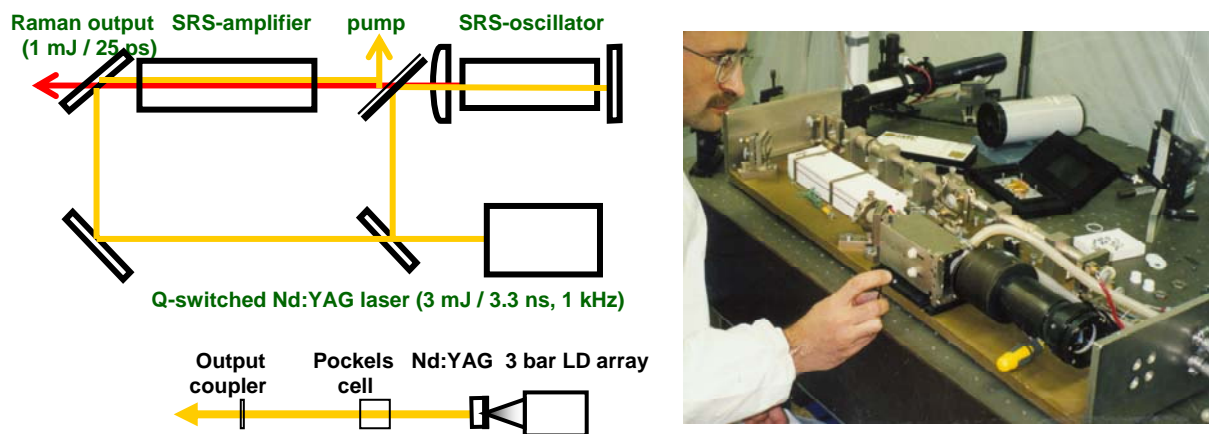 Raman output SRS-amplifier pump SRS-oscillator
(1 mJ / 25 ps)
Q-switched Nd:YAG laser (3 mJ / 3.3 ns, 1 kHz)
Output Pockels Nd:YAG 3 bar LD array
coupler cell